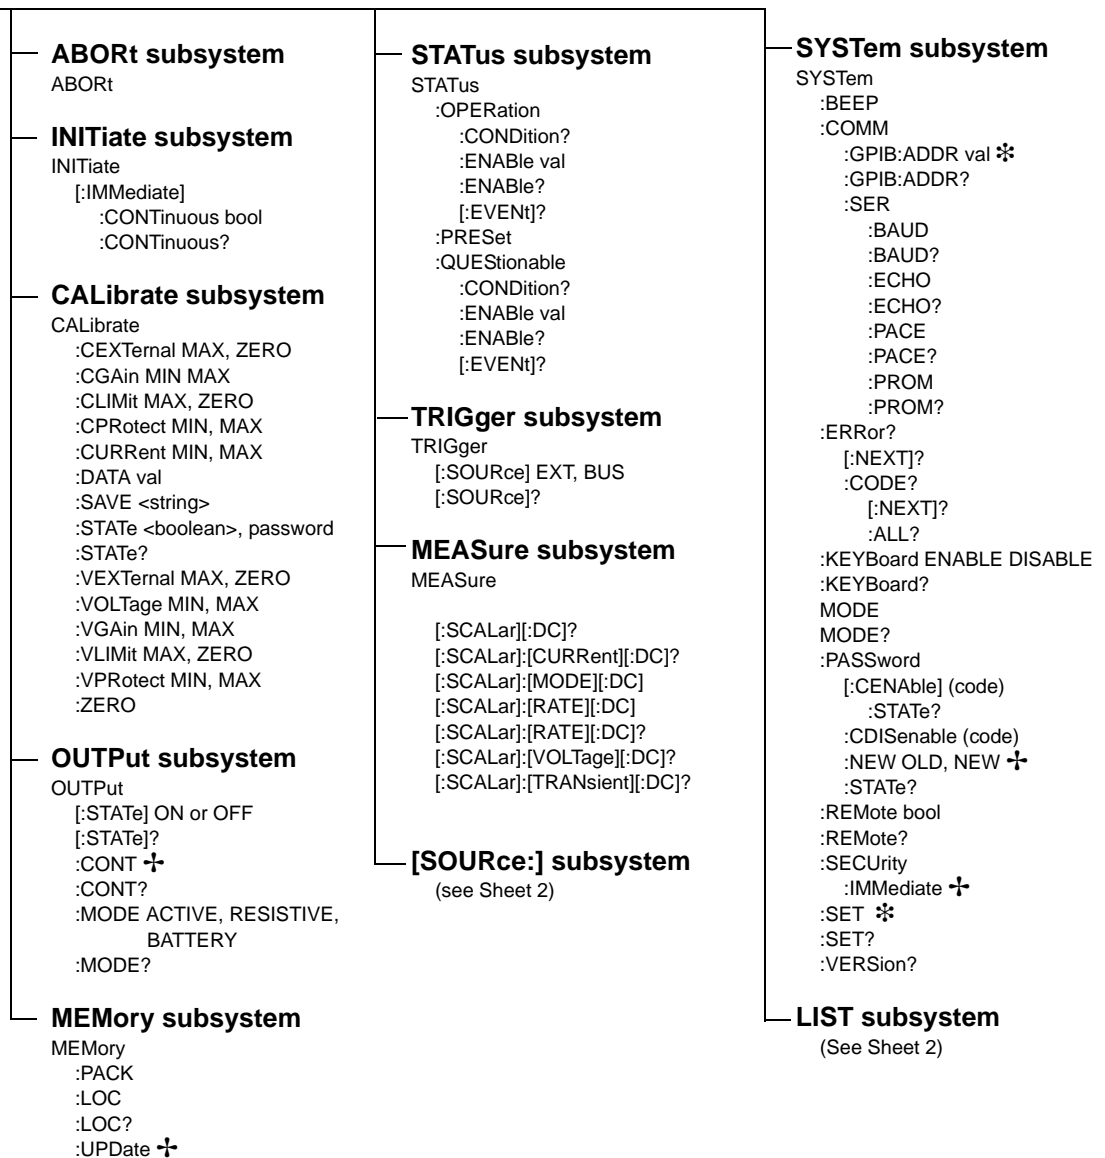 ABORt subsystem
ABORt
INITiate subsystem
INITiate
[:IMMediate]
:CONTinuous bool
:CONTinuous?
CALibrate subsystem
CALibrate
:CEXTernal MAX, ZERO
:CGAin MIN MAX
:CLIMit MAX, ZERO
:CPRotect MIN, MAX
:CURRent MIN, MAX
:DATA val
:SAVE <string>
:STATe <boolean>, password
:STATe?
:VEXTernal MAX, ZERO
:VOLTage MIN, MAX
:VGAin MIN, MAX
:VLIMit MAX, ZERO
:VPRotect MIN, MAX
:ZERO
OUTPut subsystem
OUTPut
[:STATe] ON or OFF
[:STATe]?
:CONT ✢
:CONT?
:MODE ACTIVE, RESISTIVE,
BATTERY
:MODE?
MEMory subsystem
MEMory
:PACK
:LOC
:LOC?
:UPDate ✢
STATus subsystem
STATus
:OPERation
:CONDition?
:ENABle val
:ENABle?
[:EVENt]?
:PRESet
:QUEStionable
:CONDition?
:ENABle val
:ENABle?
[:EVENt]?
TRIGger subsystem
TRIGger
[:SOURce] EXT, BUS
[:SOURce]?
MEASure subsystem
MEASure
[:SCALar][:DC]?
[:SCALar]:[CURRent][:DC]?
[:SCALar]:[MODE][:DC]
[:SCALar]:[RATE][:DC]
[:SCALar]:[RATE][:DC]?
[:SCALar]:[VOLTage][:DC]?
[:SCALar]:[TRANsient][:DC]?
[SOURce:] subsystem
(see Sheet 2)
SYSTem subsystem
SYSTem
:BEEP
:COMM
:GPIB:ADDR val ❇
:GPIB:ADDR?
:SER
:BAUD
:BAUD?
:ECHO
:ECHO?
:PACE
:PACE?
:PROM
:PROM?
:ERRor?
[:NEXT]?
:CODE?
[:NEXT]?
:ALL?
:KEYBoard ENABLE DISABLE
:KEYBoard?
MODE
MODE?
:PASSword
[:CENAble] (code)
:STATe?
:CDISenable (code)
:NEW OLD, NEW ✢
:STATe?
:REMote bool
:REMote?
:SECUrity
:IMMediate ✢
:SET ❇
:SET?
:VERSion?
LIST subsystem
(See Sheet 2)